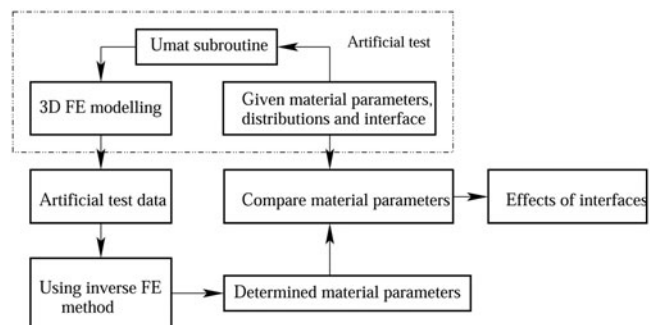 Umat subroutine
Artificial test
3D FE modelling
Given material parameters,
distributions and interface
Artificial test data
Compare material parameters
Effects of interfaces
Using inverse FE
method
Determined material parameters